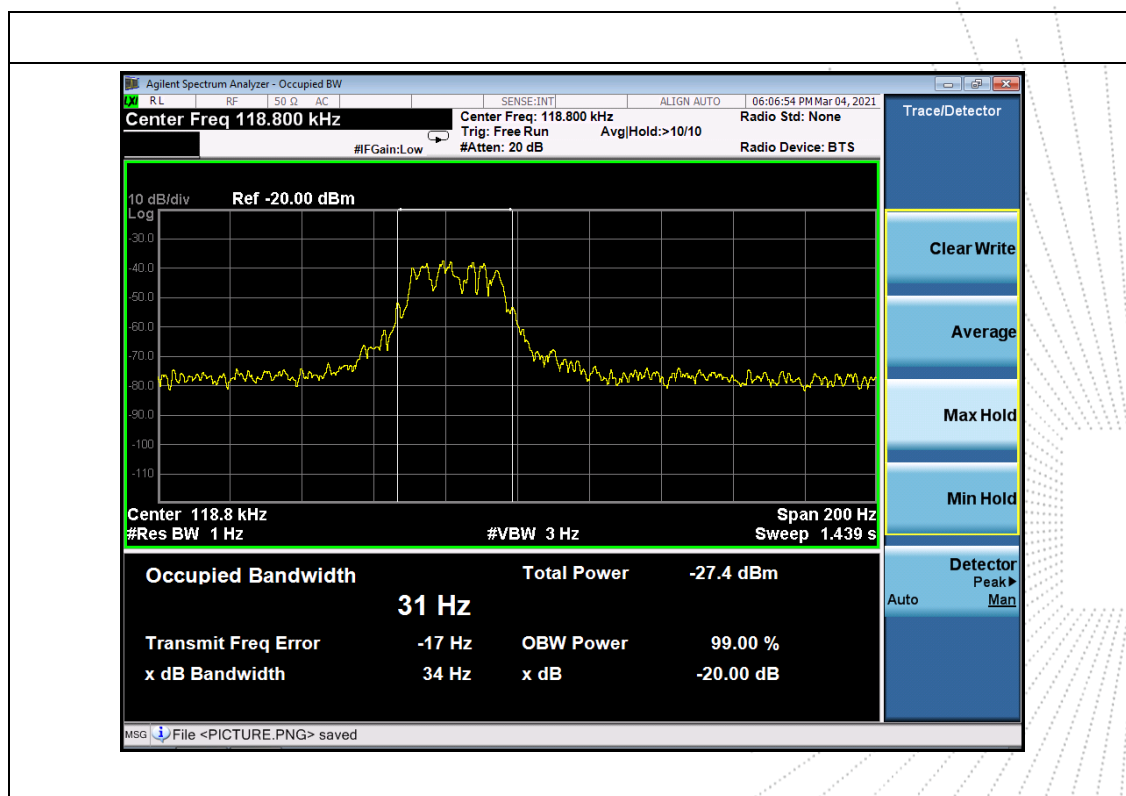 Agilent Spectrum Analyzer - Occupied BW
LXI RL RF 50 Ω AC SENSE:INT ALIGN AUTO 06:06:54 PM Mar 04, 2021
Center Freq 118.800 kHz
Center Freq: 118.800 kHz Radio Std: None
Trig: Free Run Avg|Hold:>10/10
#IFGain:Low #Atten: 20 dB Radio Device: BTS
10 dB/div Ref -20.00 dBm
Log
-30.0
-40.0
-50.0
-60.0
-70.0
-80.0
-90.0
-100
-110
Center 118.8 kHz Span 200 Hz
#Res BW 1 Hz #VBW 3 Hz Sweep 1.439 s
Occupied Bandwidth Total Power -27.4 dBm
31 Hz
Transmit Freq Error -17 Hz OBW Power 99.00 %
x dB Bandwidth 34 Hz x dB -20.00 dB
Trace/Detector
Clear Write
Average
Max Hold
Min Hold
Detector
Peak▶
Auto Man
MSG File <PICTURE.PNG> saved